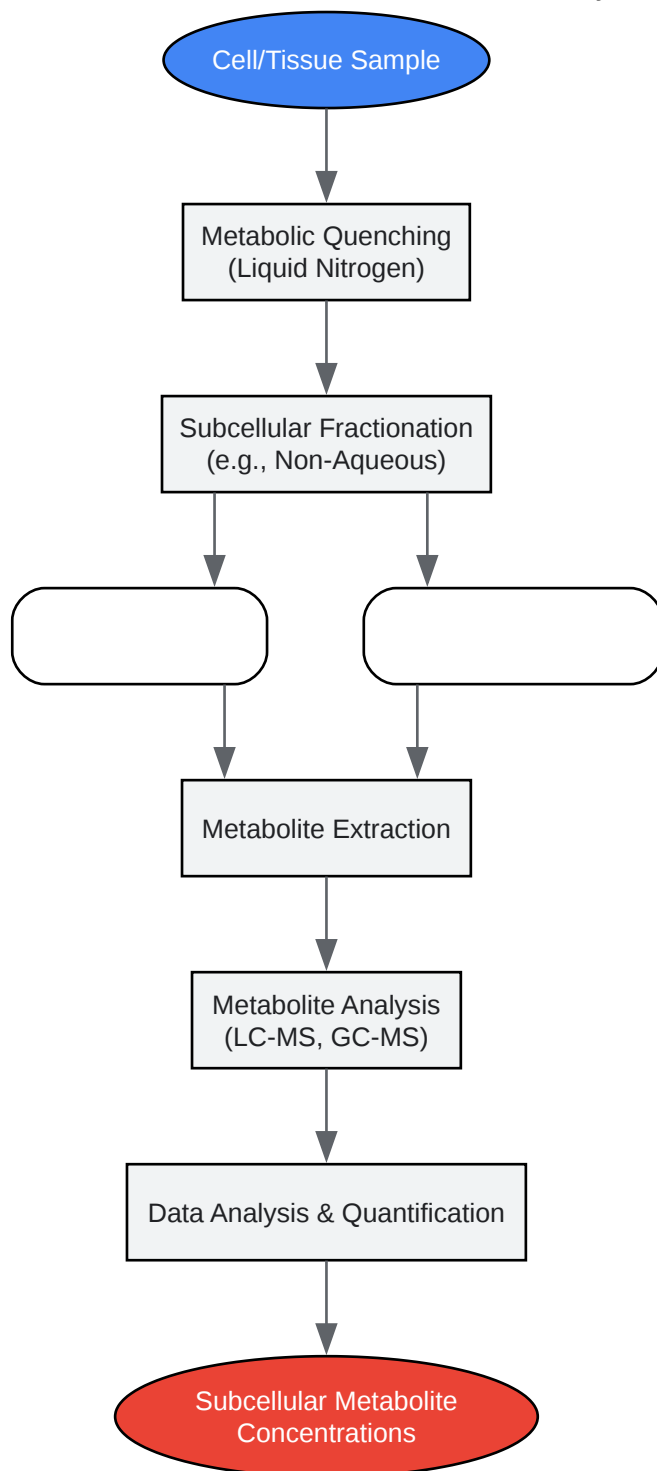 Cell/Tissue Sample
Metabolic Quenching
(Liquid Nitrogen)
Subcellular Fractionation
(e.g., Non-Aqueous)
Metabolite Extraction
Metabolite Analysis
(LC-MS, GC-MS)
Data Analysis & Quantification
Subcellular Metabolite
Concentrations